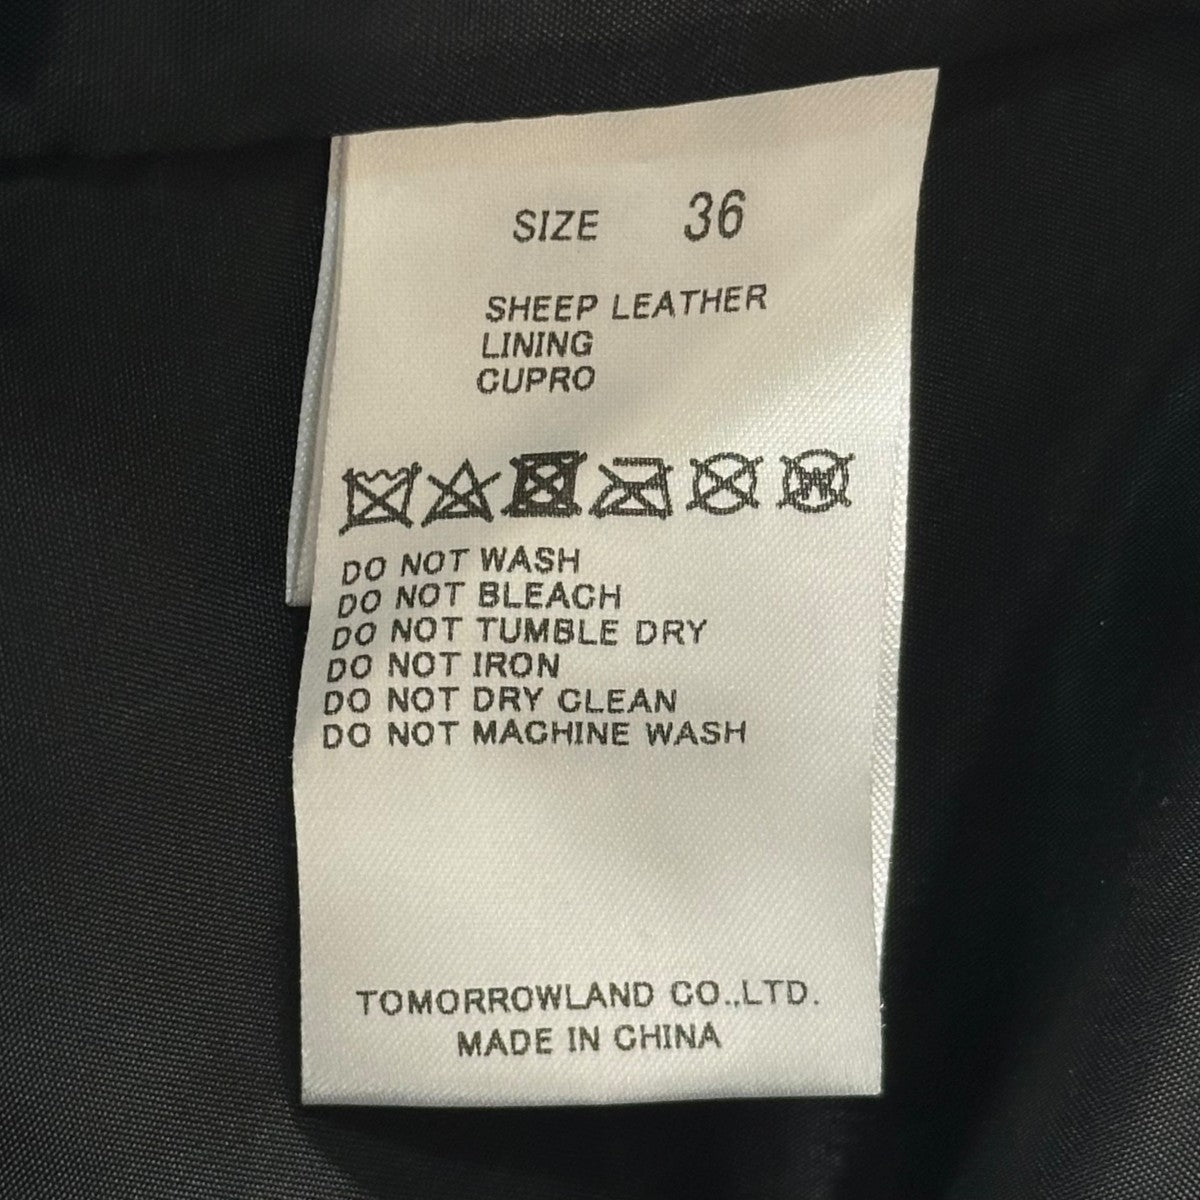 SIZE 36
SHEEP LEATHER
LINING
CUPRO
W
DO NOT WASH
DO NOT BLEACH
DO NOT TUMBLE DRY
DO NOT IRON
DO NOT DRY CLEAN
DO NOT MACHINE WASH
TOMORROWLAND CO.,LTD.
MADE IN CHINA